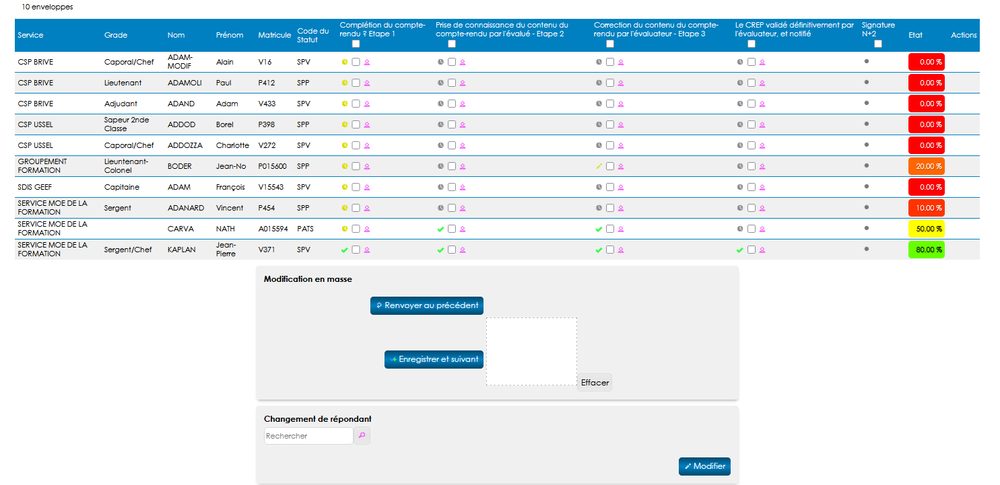 10 enveloppes
Service Grade Nom Prénom Matricule Code du Statut Complétion du compte-rendu ? Etape 1 Prise de connaissance du contenu du compte-rendu par l'évalué - Etape 2 Correction du contenu du compte-rendu par l'évaluateur - Etape 3 Le CREP validé définitivement par l'évaluateur, et notifié Signature N+2 Etat Actions
CSP BRIVE Caporal/Chef ADAM-MODIF Alain V16 SPV 0.00 %
CSP BRIVE Lieutenant ADAMOLI Paul P412 SPP 0.00 %
CSP BRIVE Adjudant ADAND Adam V433 SPV 0.00 %
CSP USSEL Sapeur 2nde Classe ADDOD Borel P398 SPP 0.00 %
CSP USSEL Caporal/Chef ADDOZZA Charlotte V272 SPV 0.00 %
GROUPEMENT FORMATION Lieuntenant-Colonel BODER Jean-No P015600 SPP 20.00 %
SDIS GEEF Capitaine ADAM François V15543 SPV 0.00 %
SERVICE MOE DE LA FORMATION Sergent ADANARD Vincent P454 SPP 10.00 %
SERVICE MOE DE LA FORMATION CARVA NATH A015594 PATS 50.00 %
SERVICE MOE DE LA FORMATION Sergent/Chef KAPLAN Jean-Pierre V371 SPV 80.00 %
Modification en masse
Renvoyer au précédent
Enregistrer et suivant
Effacer
Changement de répondant
Rechercher
Modifier